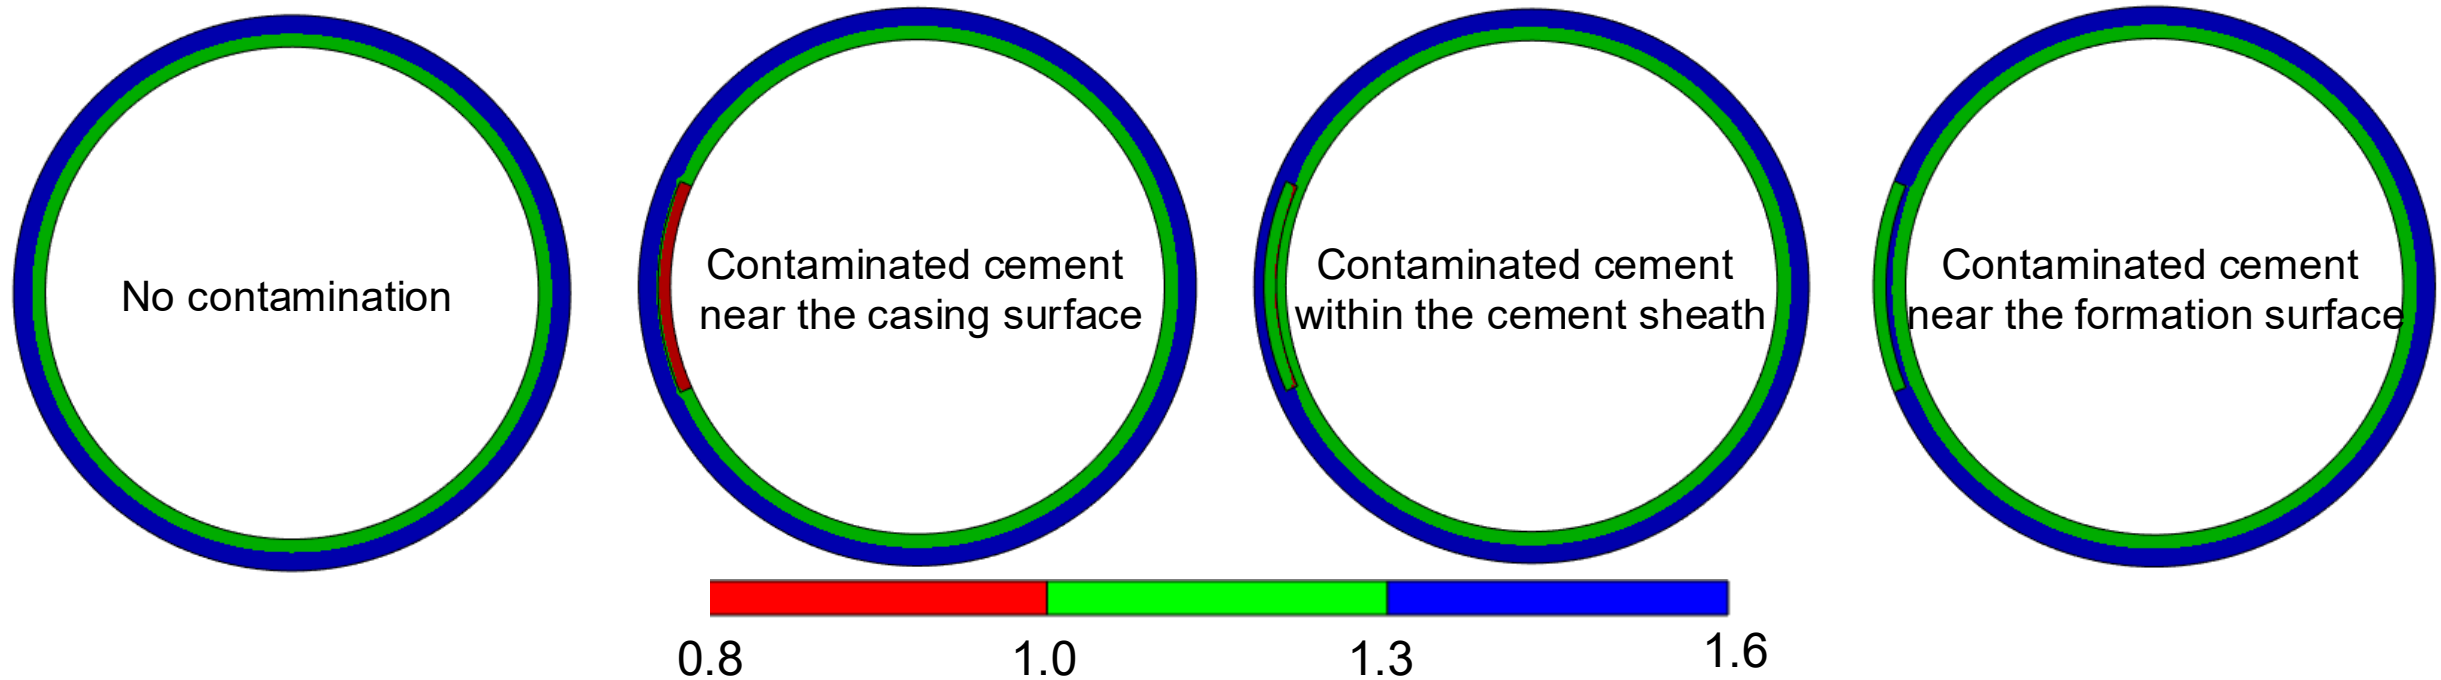 No contamination
Contaminated cement
near the casing surface
Contaminated cement
within the cement sheath
Contaminated cement
near the formation surface
0.8
1.0
1.3
1.6